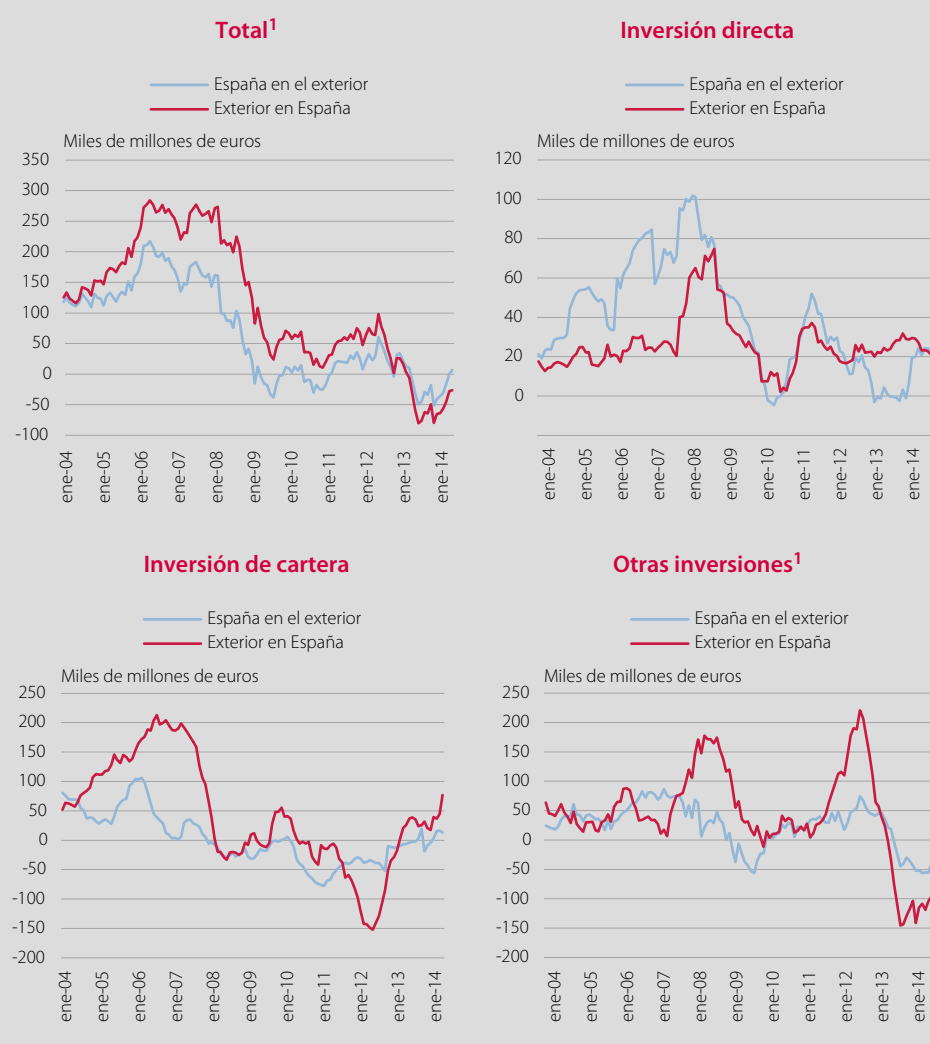 Total1
España en el exterior
Exterior en España
Miles de millones de euros
350
300
250
200
150
100
50
0
-50
-100
ene-04
ene-05
ene-06
ene-07
ene-08
ene-09
ene-10
ene-11
ene-12
ene-13
ene-14
Inversión directa
España en el exterior
Exterior en España
Miles de millones de euros
120
100
80
60
40
20
0
ene-04
ene-05
ene-06
ene-07
ene-08
ene-09
ene-10
ene-11
ene-12
ene-13
ene-14
Inversión de cartera
España en el exterior
Exterior en España
Miles de millones de euros
250
200
150
100
50
0
-50
-100
-150
-200
ene-04
ene-05
ene-06
ene-07
ene-08
ene-09
ene-10
ene-11
ene-12
ene-13
ene-14
Otras inversiones1
España en el exterior
Exterior en España
Miles de millones de euros
250
200
150
100
50
0
-50
-100
-150
-200
ene-04
ene-05
ene-06
ene-07
ene-08
ene-09
ene-10
ene-11
ene-12
ene-13
ene-14